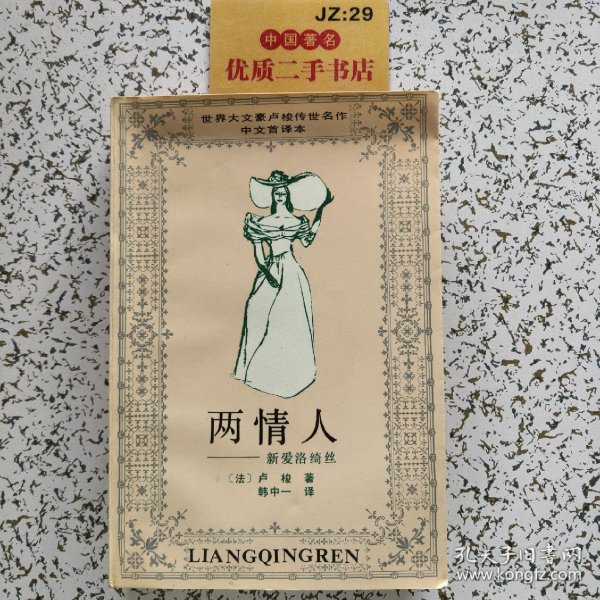 JZ:29
中国著名
优质二手书店
世界大文豪卢梭传世名作
中文首译本
两情人
——新爱洛绮丝
〔法〕卢 梭 著
韩中一 译
LIANGQINGREN
孔夫子旧书网
www.kongfz.com